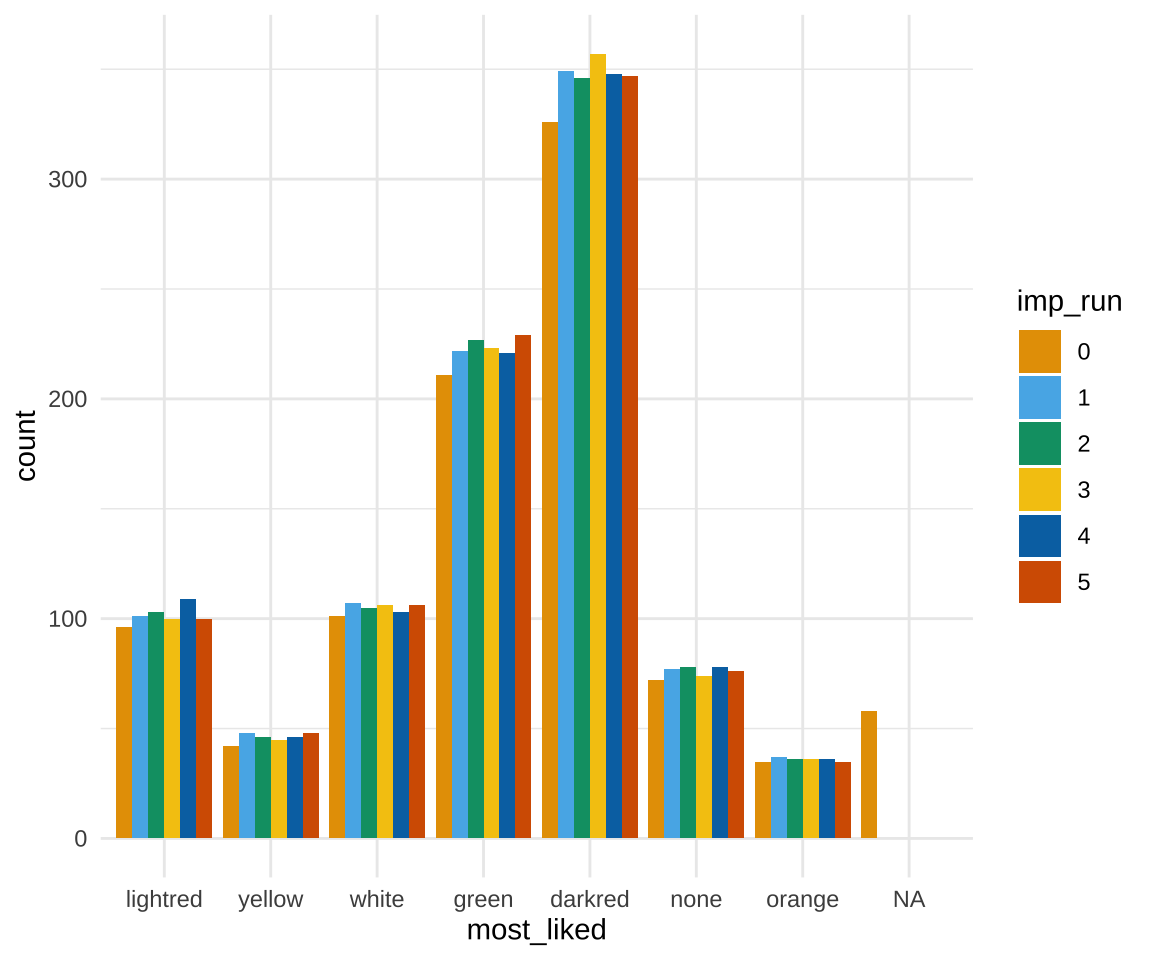 300
200
100
0
count
lightred yellow white green darkred none orange NA
most_liked
imp_run
0
1
2
3
4
5